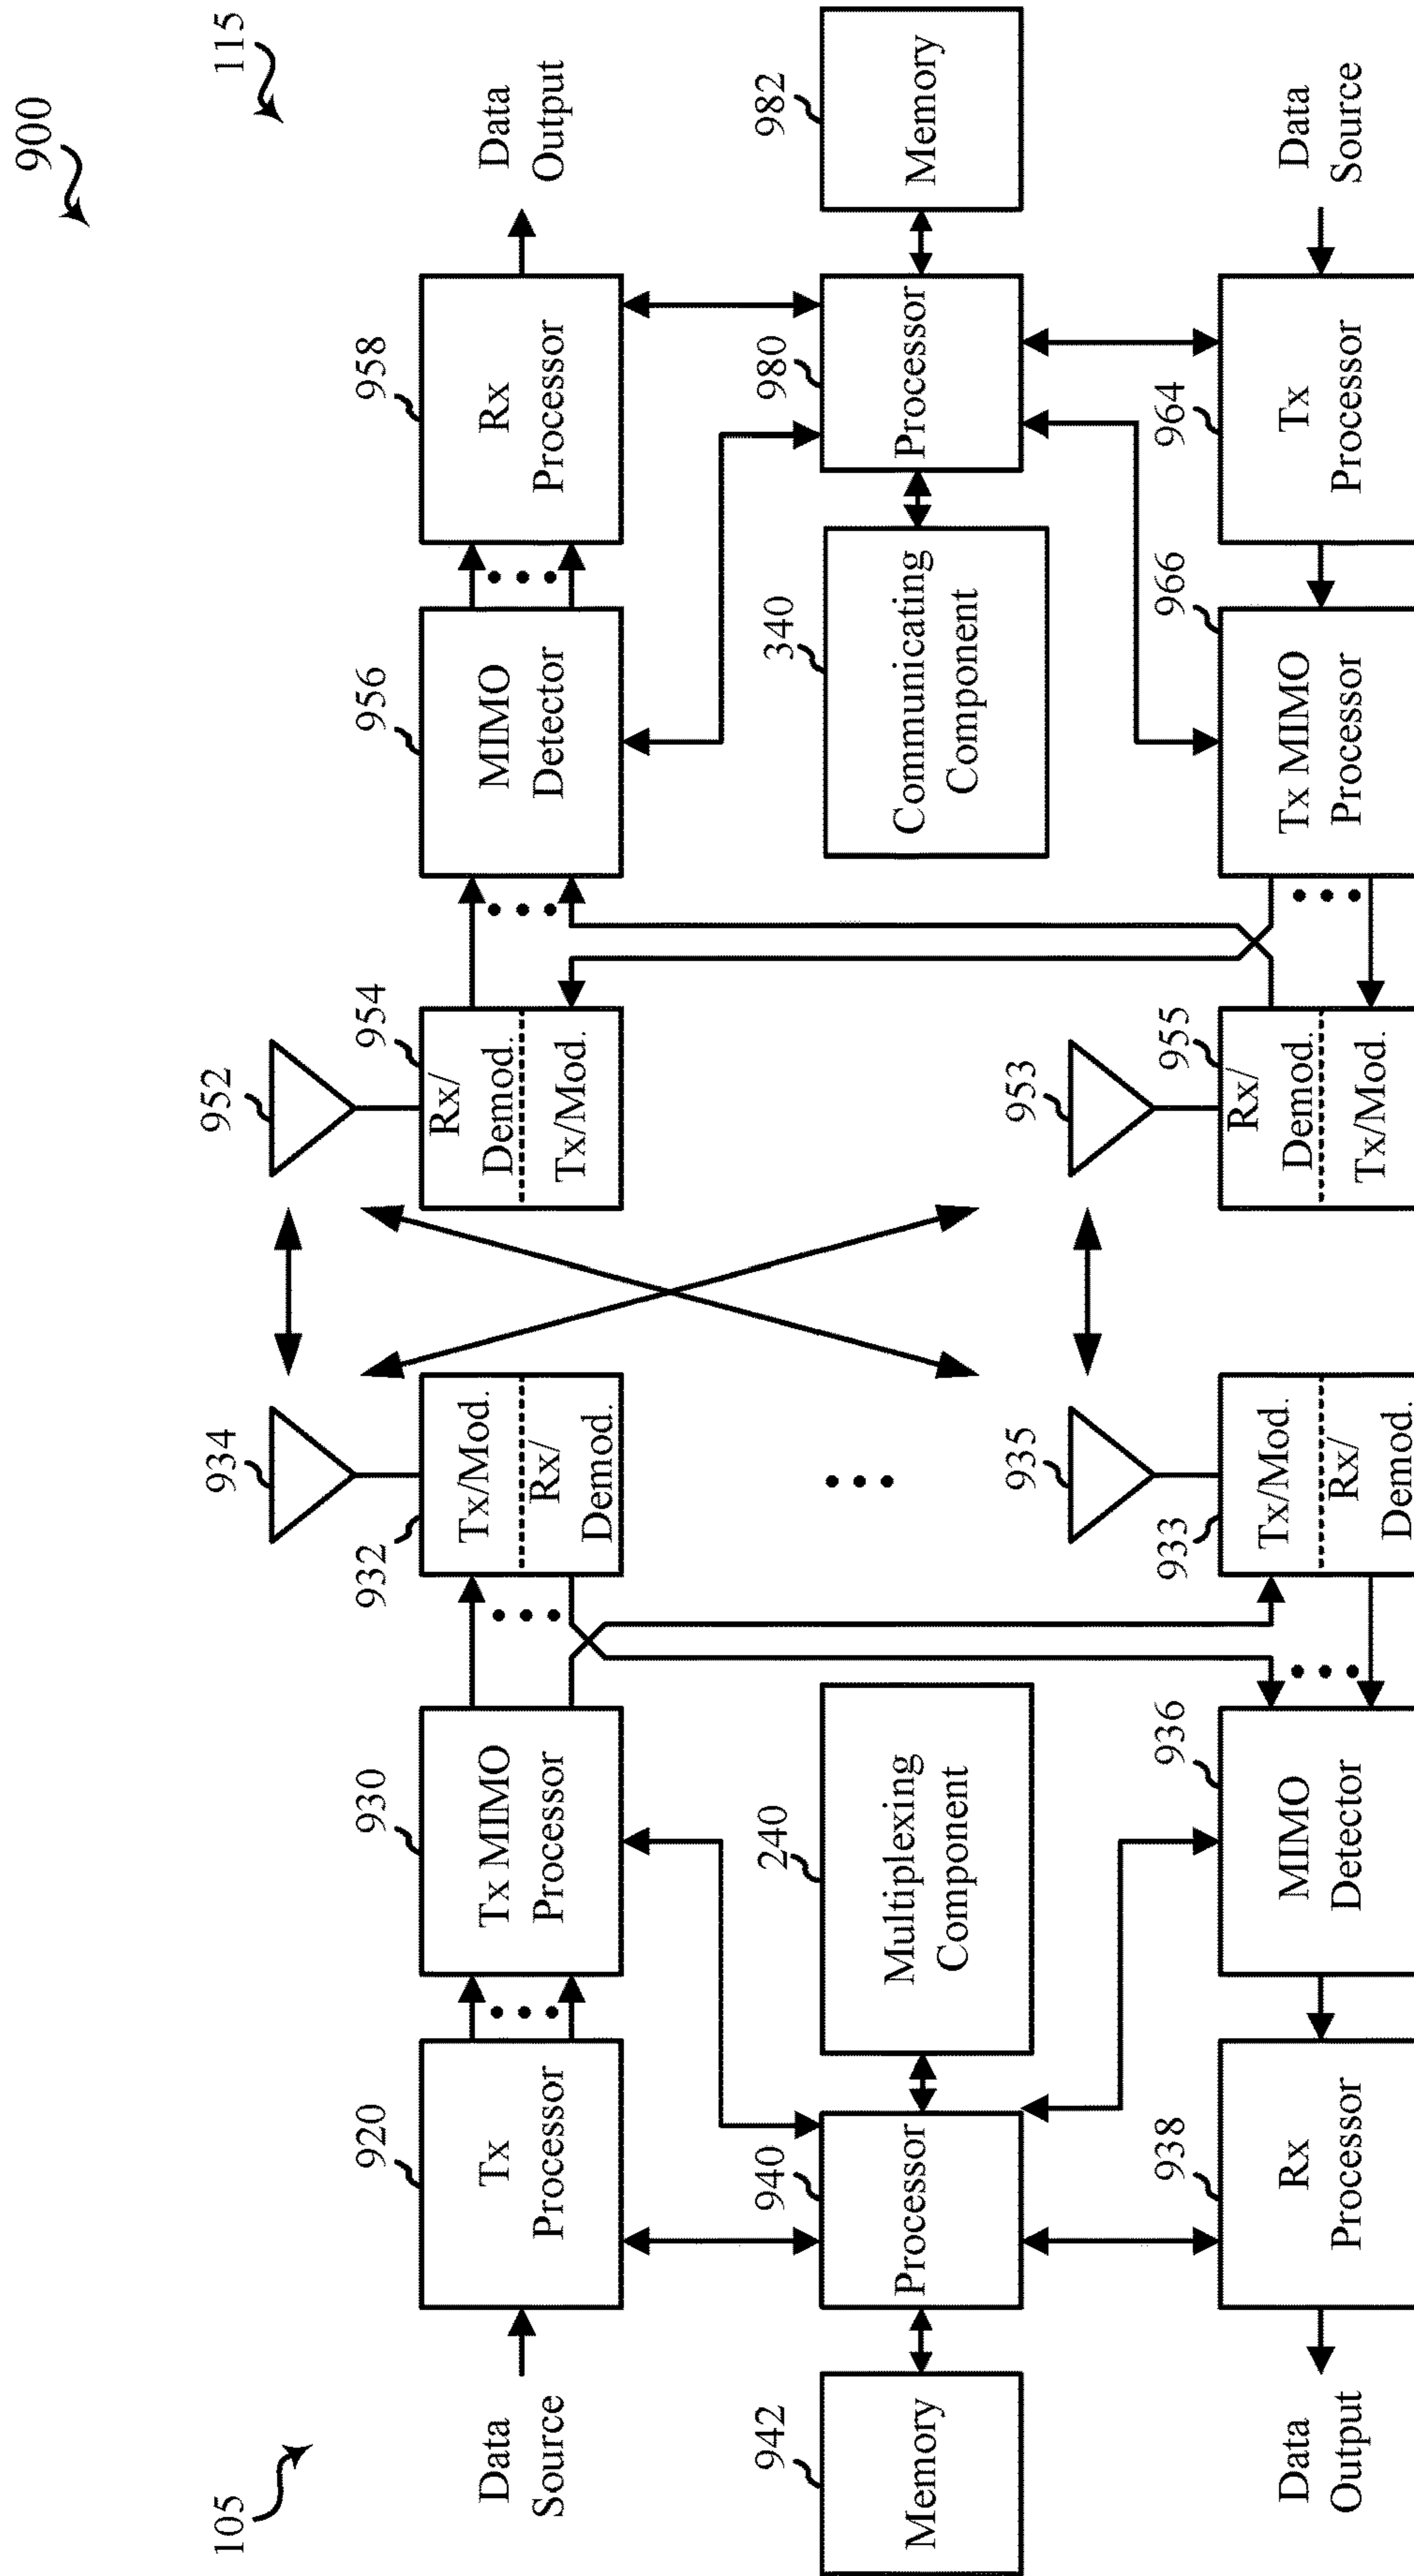 900
105
115
934
952
Data
Source
920
Tx
Processor
930
Tx MIMO
Processor
932
Tx/Mod.
Rx/
Demod.
954
Rx/
Demod.
Tx/Mod.
956
MIMO
Detector
958
Rx
Processor
Data
Output
942
Memory
940
Processor
240
Multiplexing
Component
340
Communicating
Component
980
Processor
982
Memory
935
953
Data
Output
938
Rx
Processor
936
MIMO
Detector
933
Tx/Mod.
Rx/
Demod.
955
Rx/
Demod.
Tx/Mod.
966
Tx MIMO
Processor
964
Tx
Processor
Data
Source